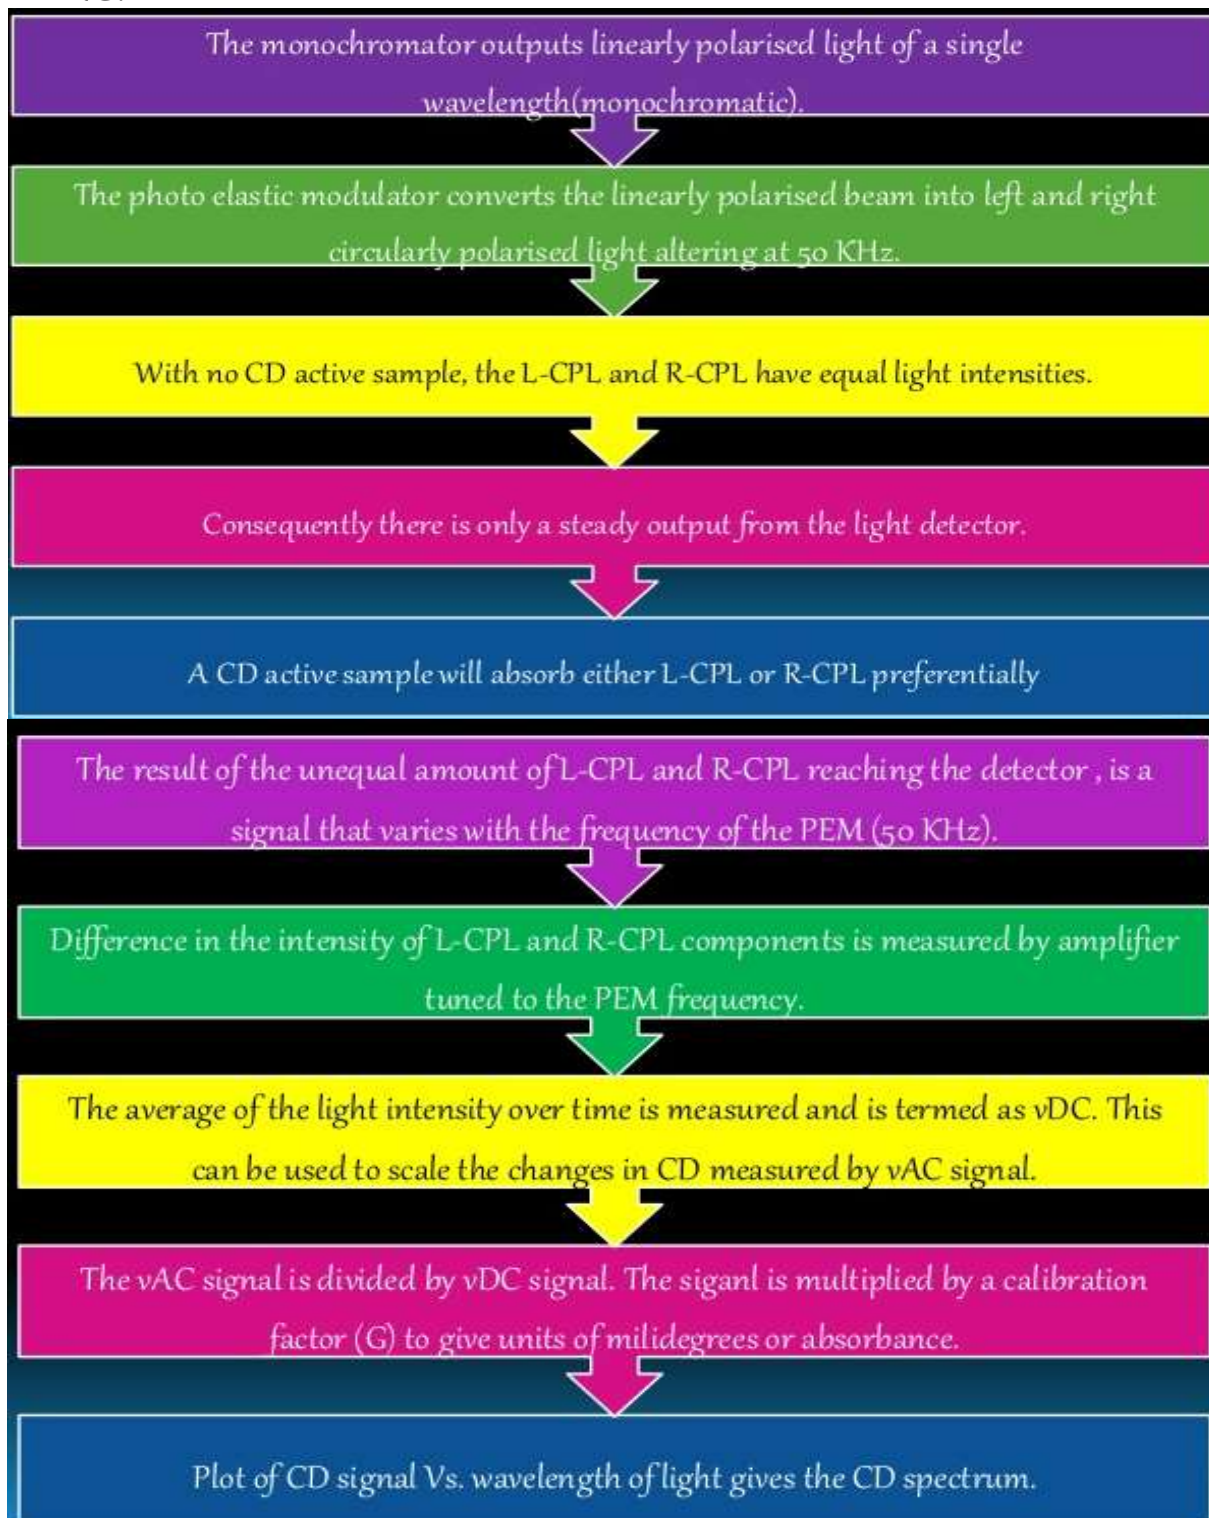 The monochromator outputs linearly polarised light of a single
wavelength(monochromatic).
The photo elastic modulator converts the linearly polarised beam into left and right
circularly polarised light altering at 50 KHz.
With no CD active sample, the L-CPL and R-CPL have equal light intensities.
Consequently there is only a steady output from the light detector.
A CD active sample will absorb either L-CPL or R-CPL preferentially
The result of the unequal amount of L-CPL and R-CPL reaching the detector , is a
signal that varies with the frequency of the PEM (50 KHz).
Difference in the intensity of L-CPL and R-CPL components is measured by amplifier
tuned to the PEM frequency.
The average of the light intensity over time is measured and is termed as vDC. This
can be used to scale the changes in CD measured by vAC signal.
The vAC signal is divided by vDC signal. The siganl is multiplied by a calibration
factor (G) to give units of milidegrees or absorbance.
Plot of CD signal Vs. wavelength of light gives the CD spectrum.